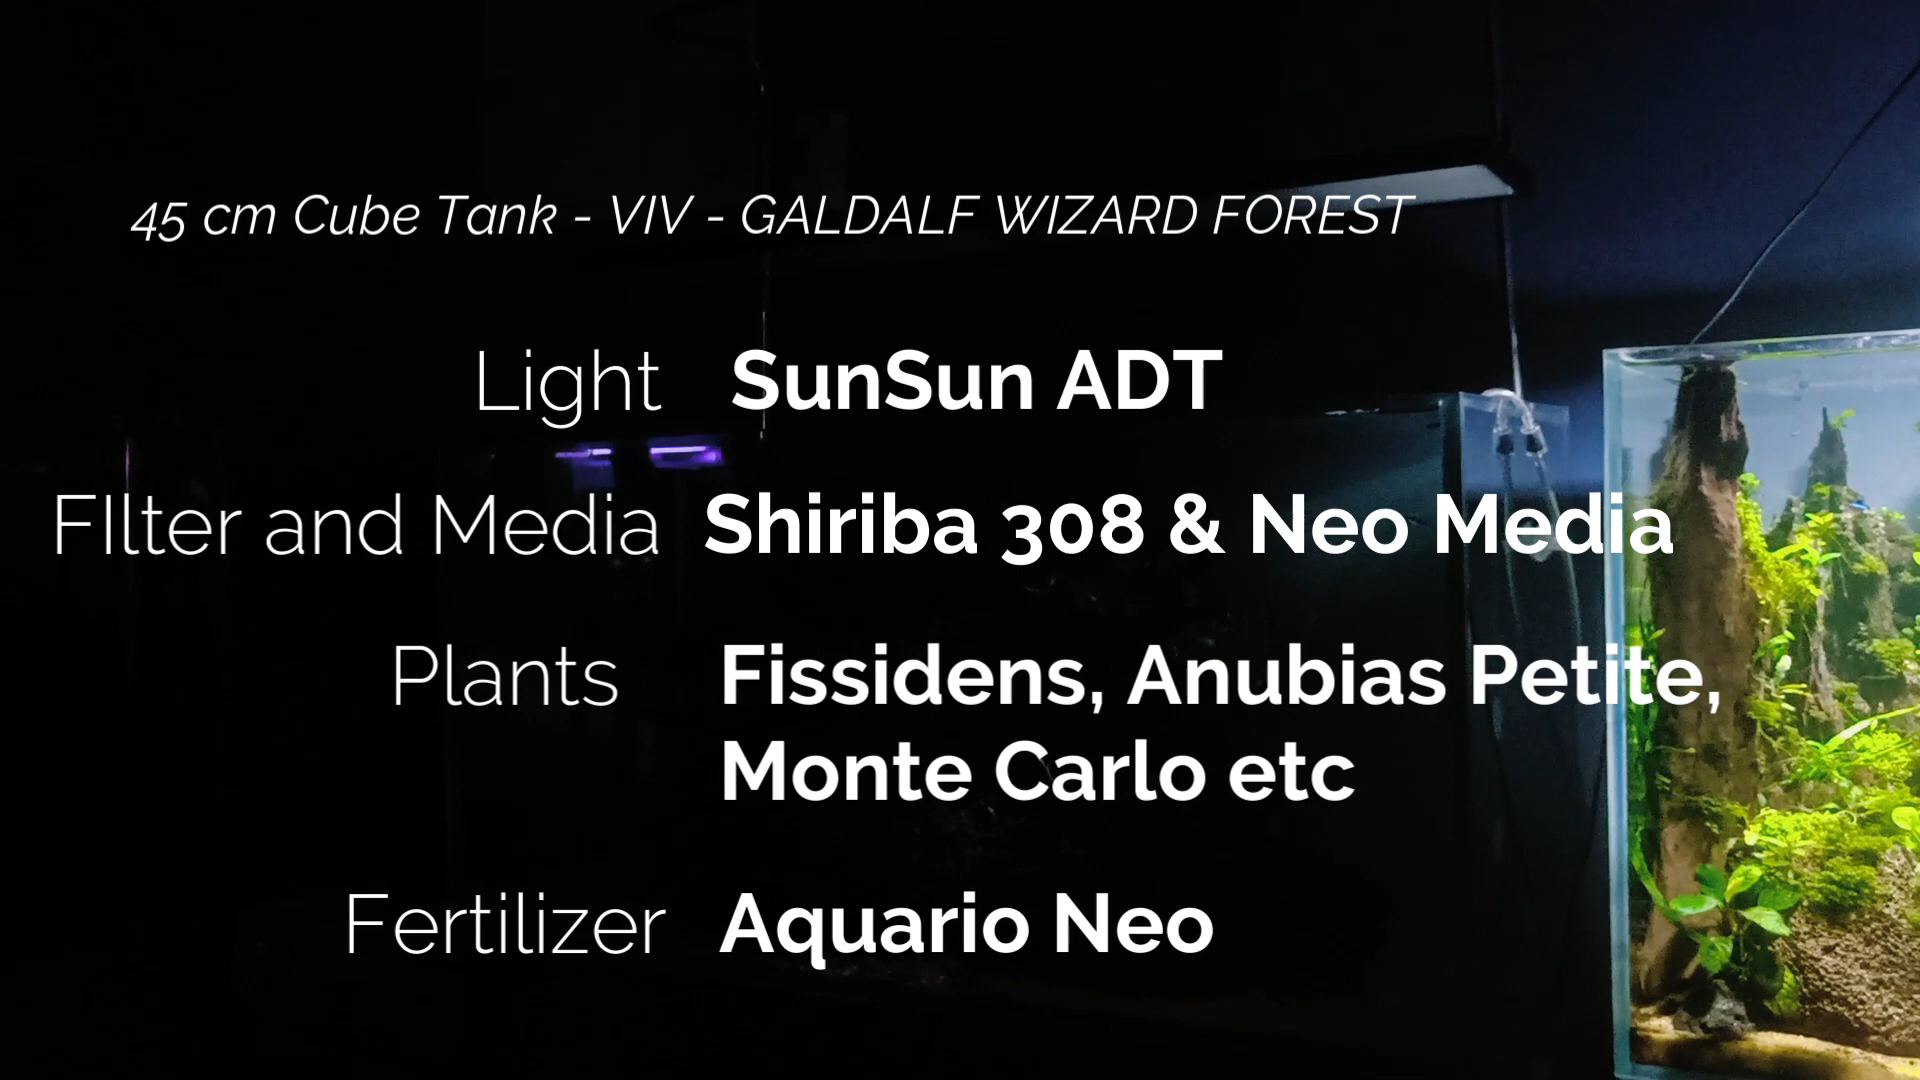 45 cm Cube Tank - VIV - GALDALF WIZARD FOREST
Light SunSun ADT
FIlter and Media Shiriba 308 & Neo Media
Plants Fissidens, Anubias Petite,
Monte Carlo etc
Fertilizer Aquario Neo